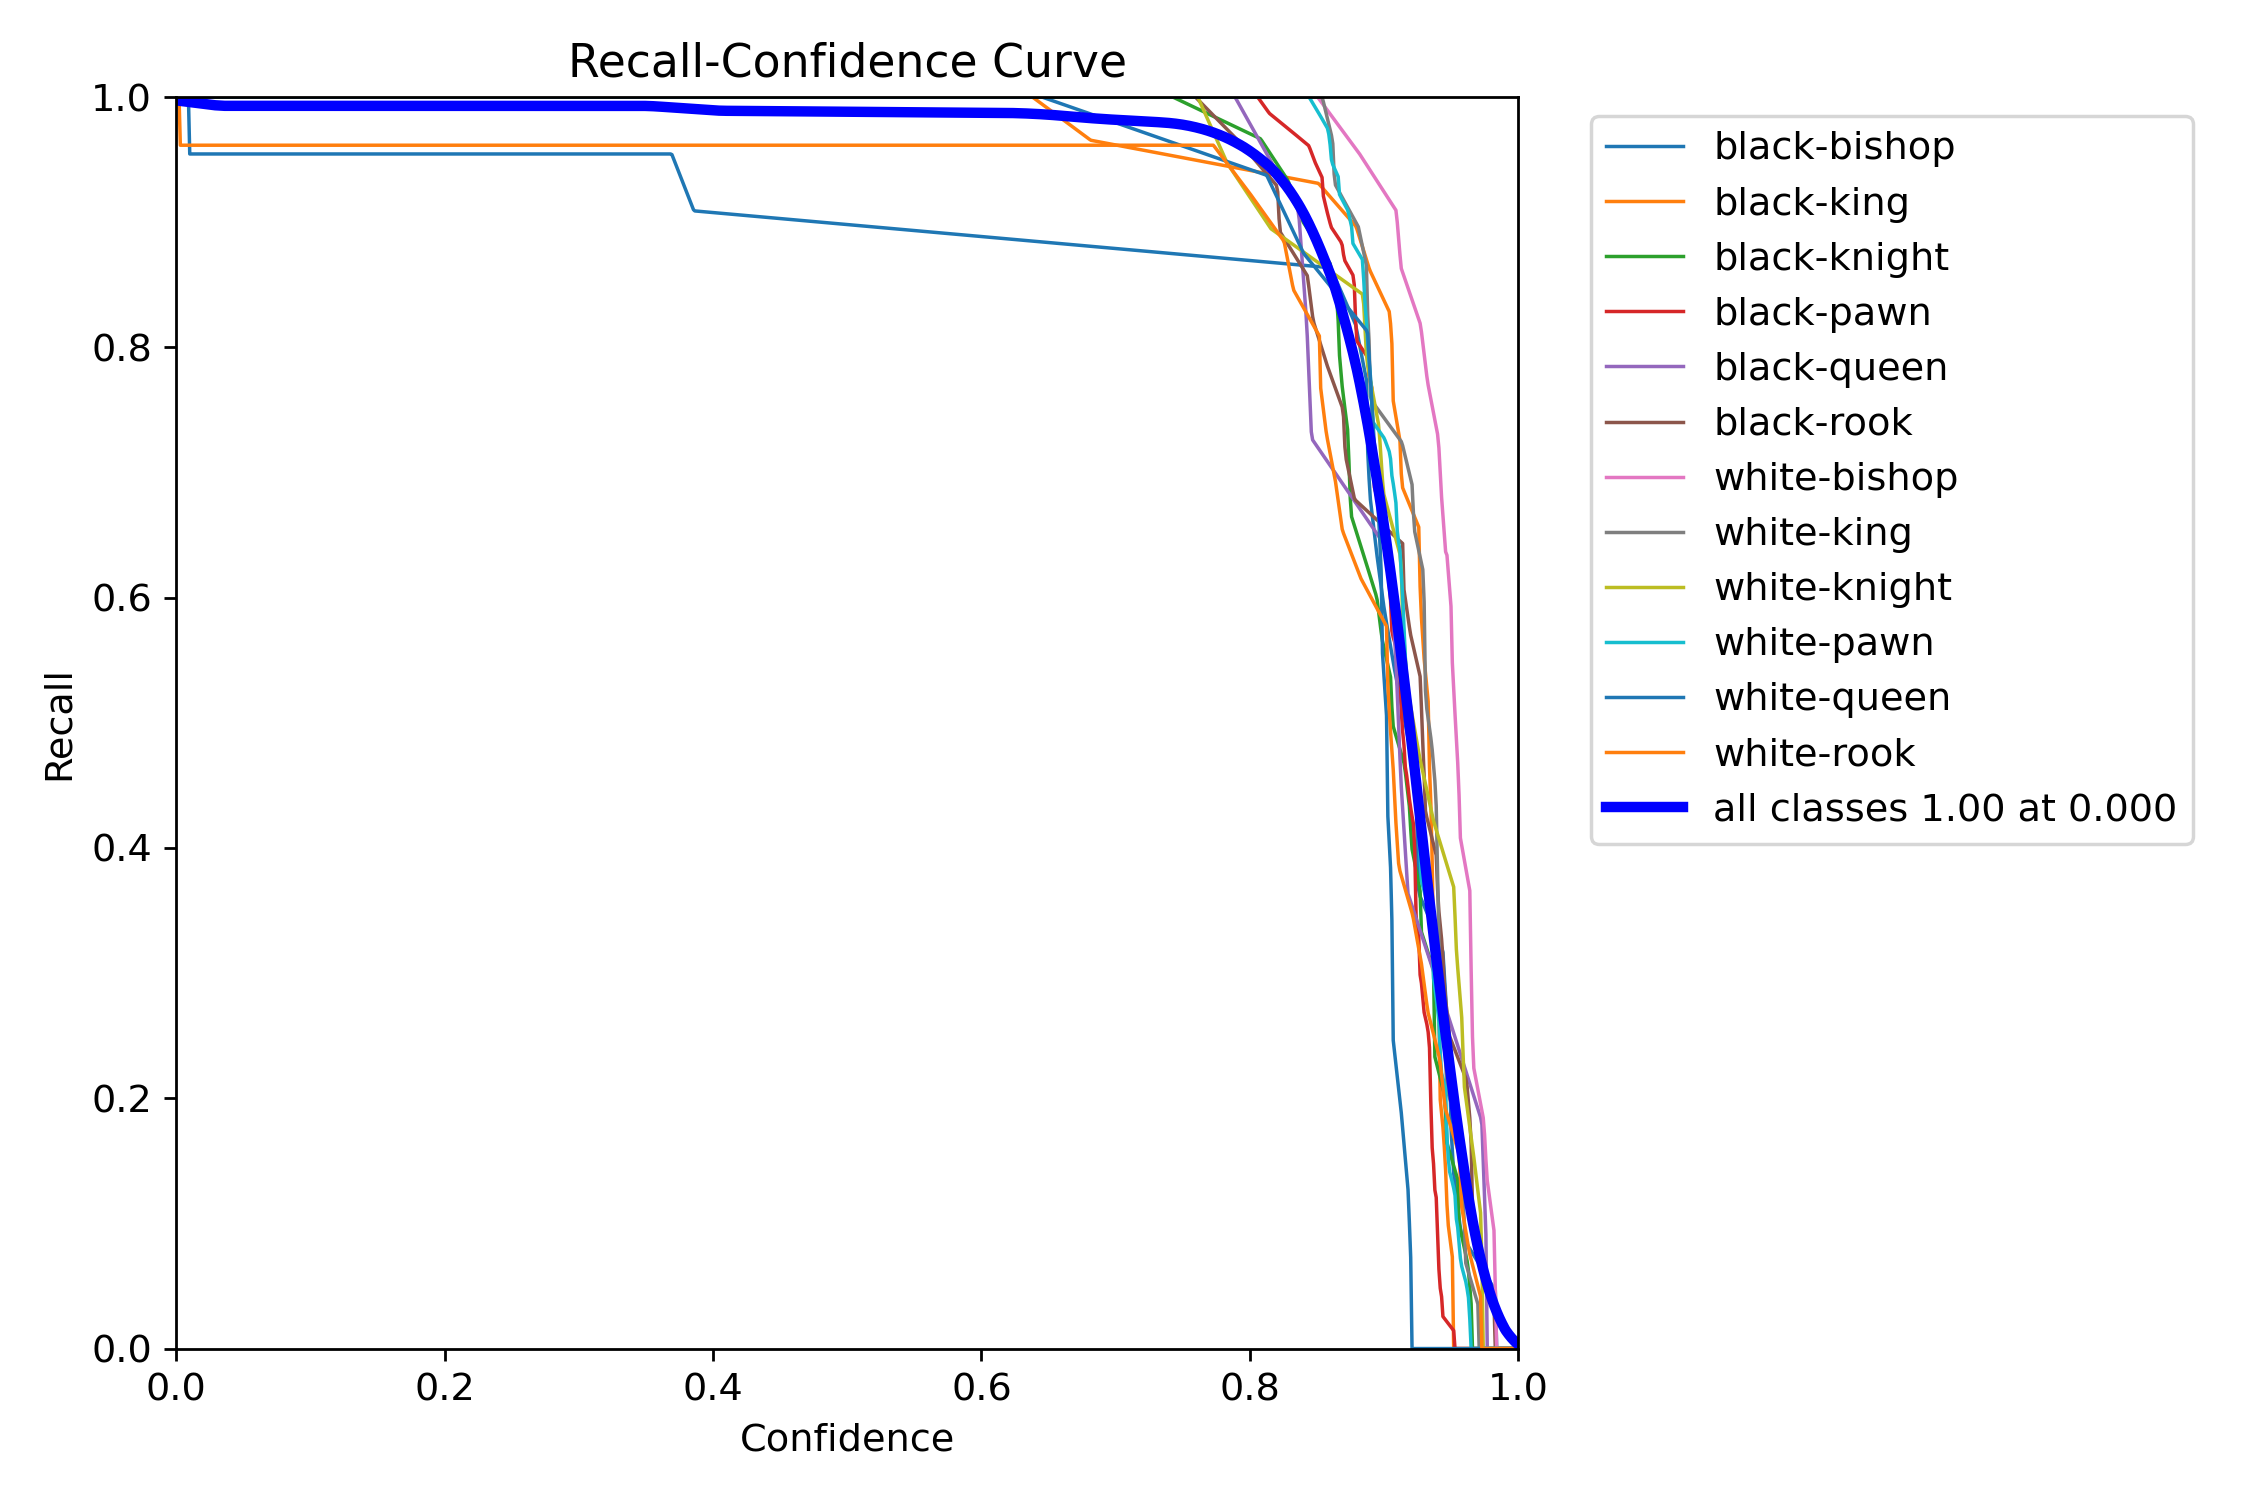 Recall-Confidence Curve
1.0
0.8
0.6
0.4
0.2
0.0
Recall
0.0 0.2 0.4 0.6 0.8 1.0
Confidence
black-bishop
black-king
black-knight
black-pawn
black-queen
black-rook
white-bishop
white-king
white-knight
white-pawn
white-queen
white-rook
all classes 1.00 at 0.000